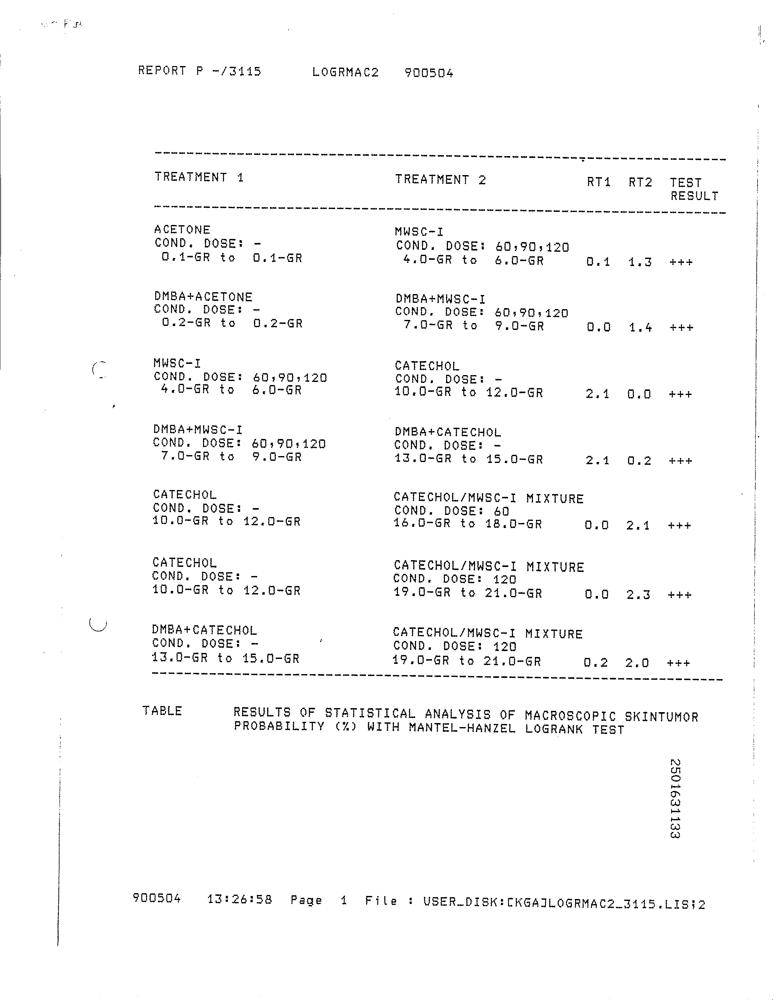 REPORT P -/3115 LOGRMAC2 900504
TREATMENT 1 TREATMENT 2 RT1 RT2 TEST
RESULT
ACETONE MWSC-I
COND. DOSE: - COND. DOSE: 60,90,120
0.1-GR to 0.1-GR 4.0-GR to 6.0-GR 0.1 1.3 +++
DMBA+ACETONE DMBA+MWSC-I
COND. DOSE: - COND. DOSE: 60,90,120
0.2-GR to 0.2-GR 7.0-GR to 9.0-GR 0.0 1.4 +++
MWSC-I CATECHOL
COND. DOSE: 60,90,120 COND. DOSE: -
4.0-GR to 6.0-GR 10.0-GR to 12.0-GR 2.1 0.0 +++
DMBA+MWSC-I DMBA+CATECHOL
COND. DOSE: 60,90,120 COND. DOSE: -
7.0-GR to 9.0-GR 13.0-GR to 15.0-GR 2.1 0.2 +++
CATECHOL CATECHOL/MWSC-I MIXTURE
COND. DOSE: - COND. DOSE: 60
10.0-GR to 12.0-GR 16.0-GR to 18.0-GR 0.0 2.1 +++
CATECHOL CATECHOL/MWSC-I MIXTURE
COND. DOSE: - COND. DOSE: 120
10.0-GR to 12.0-GR 19.0-GR to 21.0-GR 0.0 2.3 +++
DMBA+CATECHOL CATECHOL/MWSC-I MIXTURE
COND. DOSE: - COND. DOSE: 120
13.0-GR to 15.0-GR 19.0-GR to 21.0-GR 0.2 2.0 +++
TABLE RESULTS OF STATISTICAL ANALYSIS OF MACROSCOPIC SKINTUMOR
PROBABILITY (%) WITH MANTEL-HANZEL LOGRANK TEST
2501631133
900504 13:26:58 Page 1 File : USER_DISK:[KGA]LOGRMAC2_3115.LIS;2